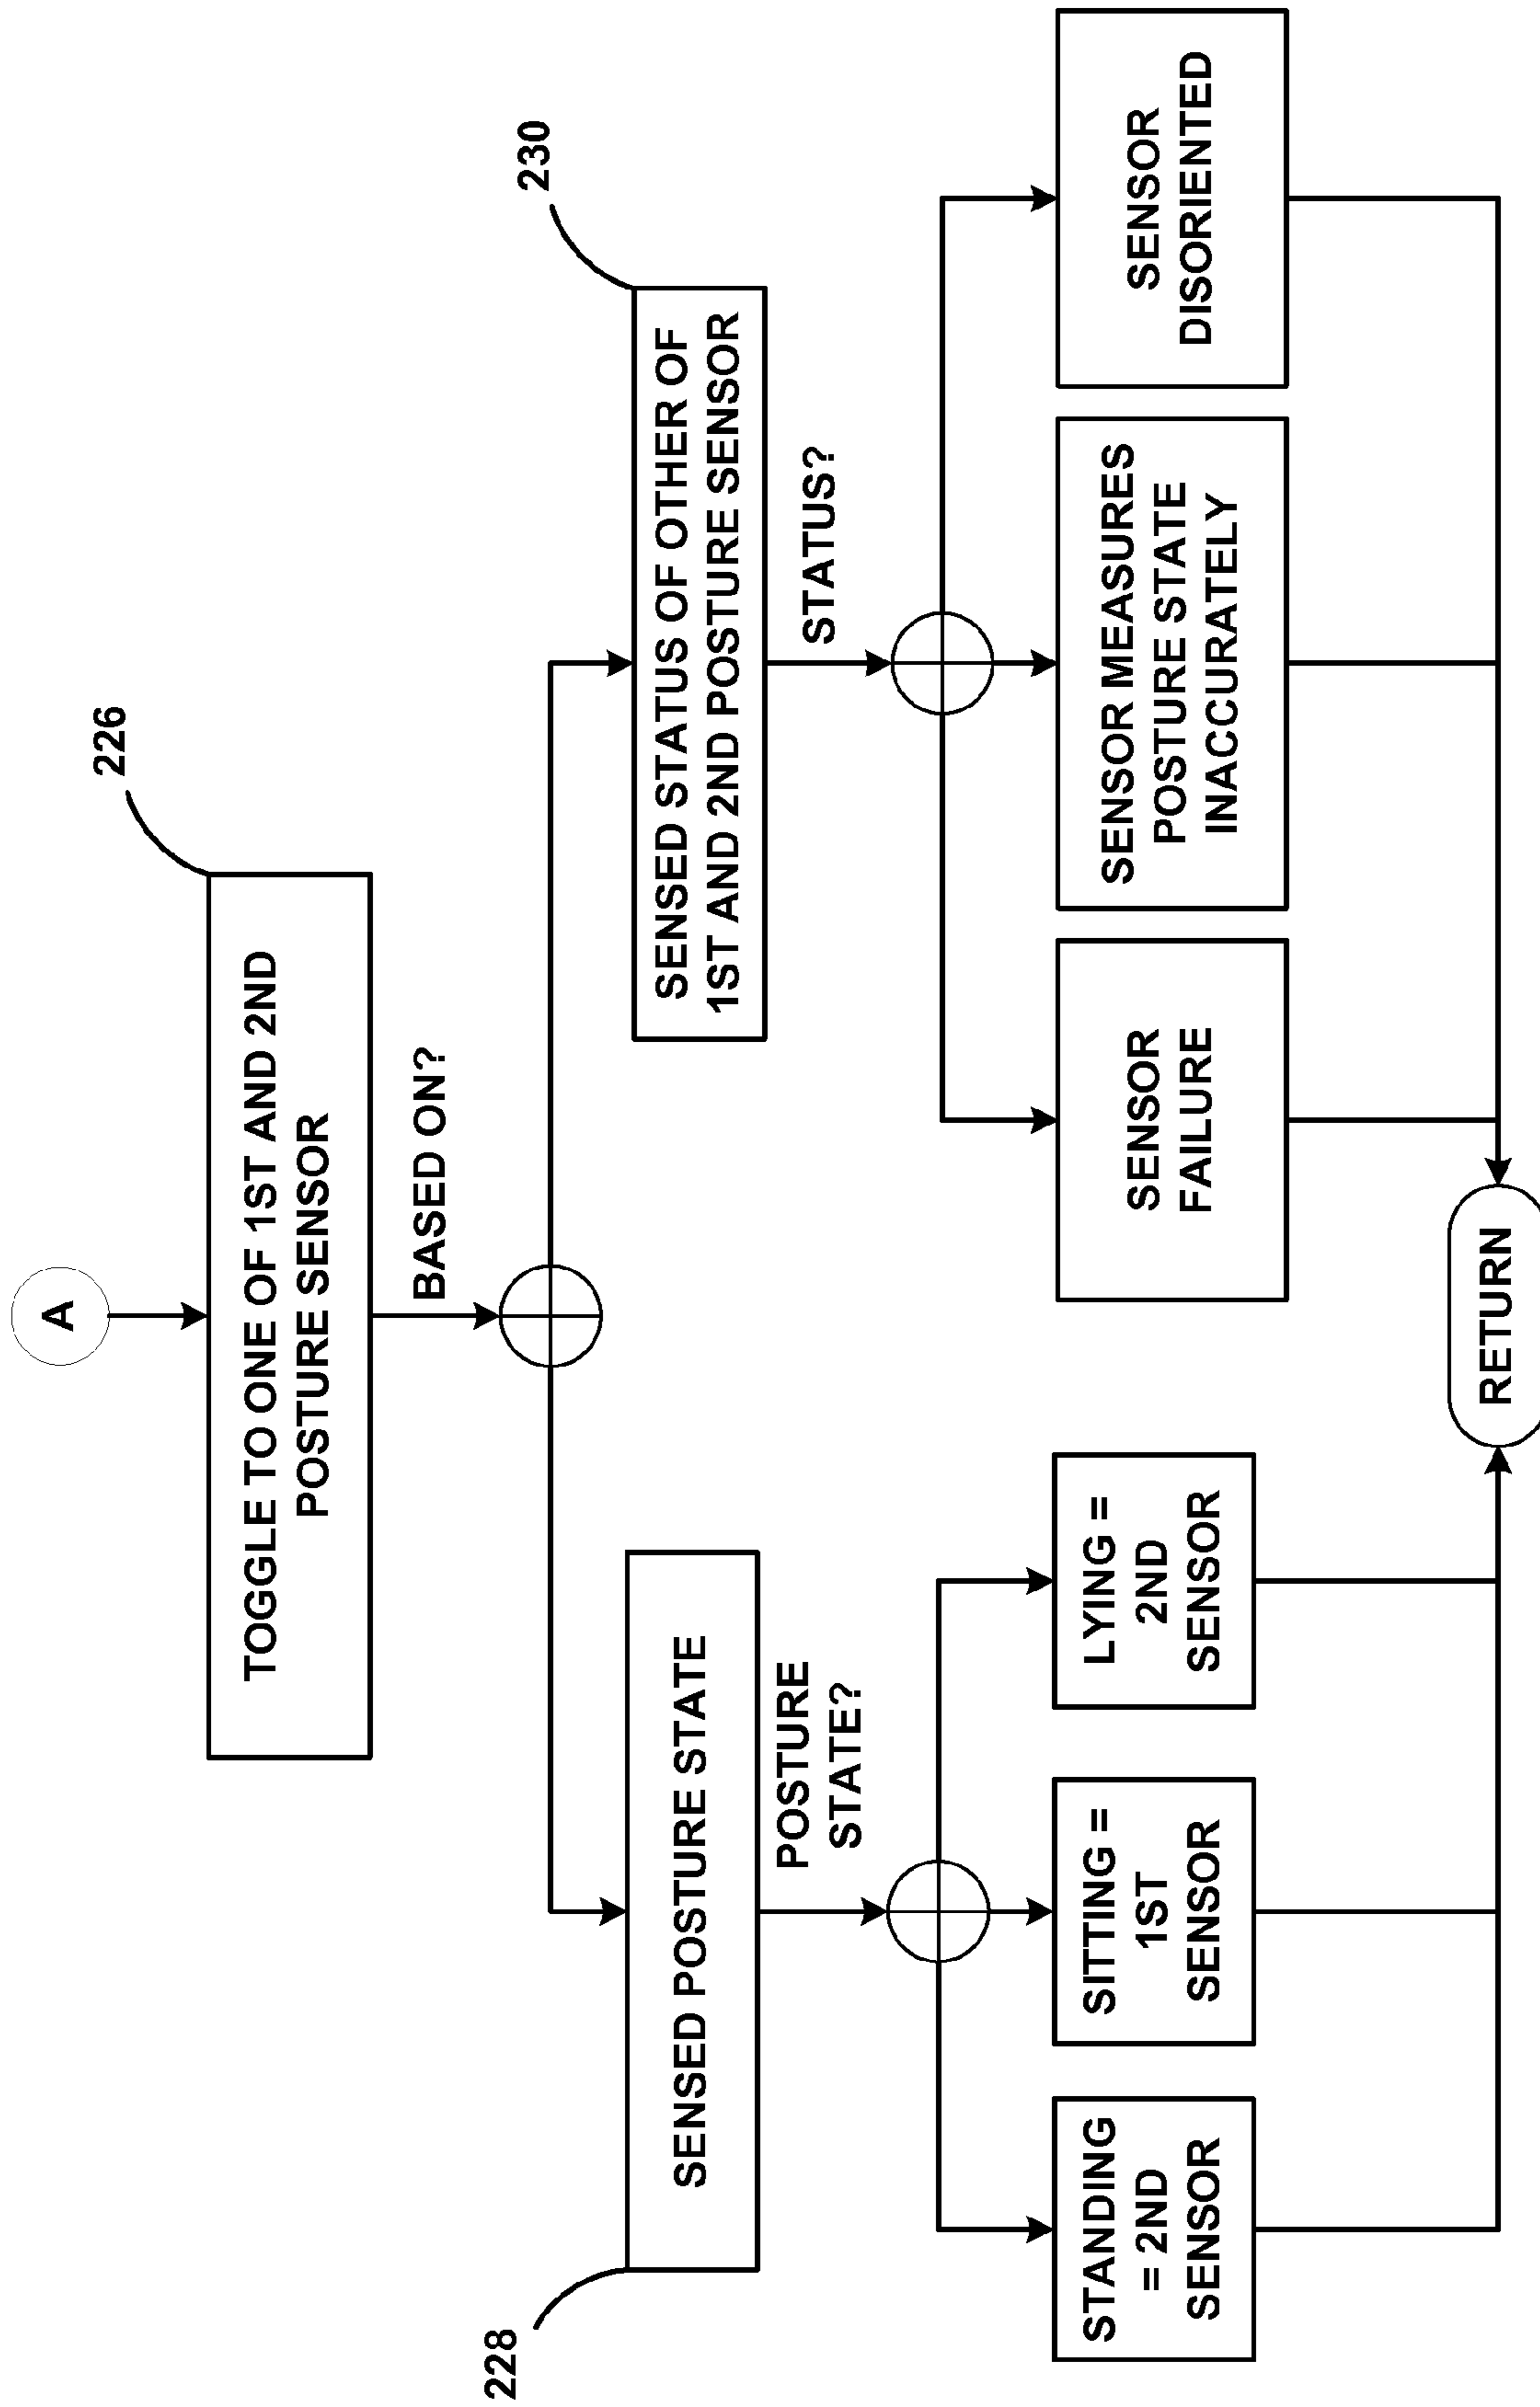 A
226
TOGGLE TO ONE OF 1ST AND 2ND
POSTURE SENSOR
BASED ON?
228
SENSED POSTURE STATE
POSTURE
STATE?
STANDING
= 2ND
SENSOR
SITTING =
1ST
SENSOR
LYING =
2ND
SENSOR
230
SENSED STATUS OF OTHER OF
1ST AND 2ND POSTURE SENSOR
STATUS?
SENSOR
FAILURE
SENSOR MEASURES
POSTURE STATE
INACCURATELY
SENSOR
DISORIENTED
RETURN